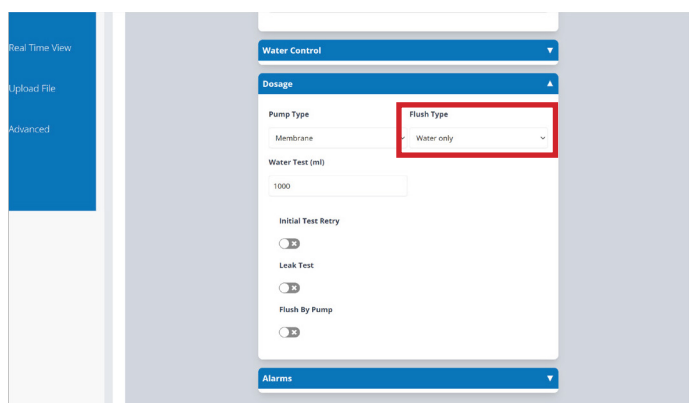 Real Time View
Upload File
Advanced
Water Control
Dosage
Pump Type
Flush Type
Membrane
Water only
Water Test (ml)
1000
Initial Test Retry
Leak Test
Flush By Pump
Alarms